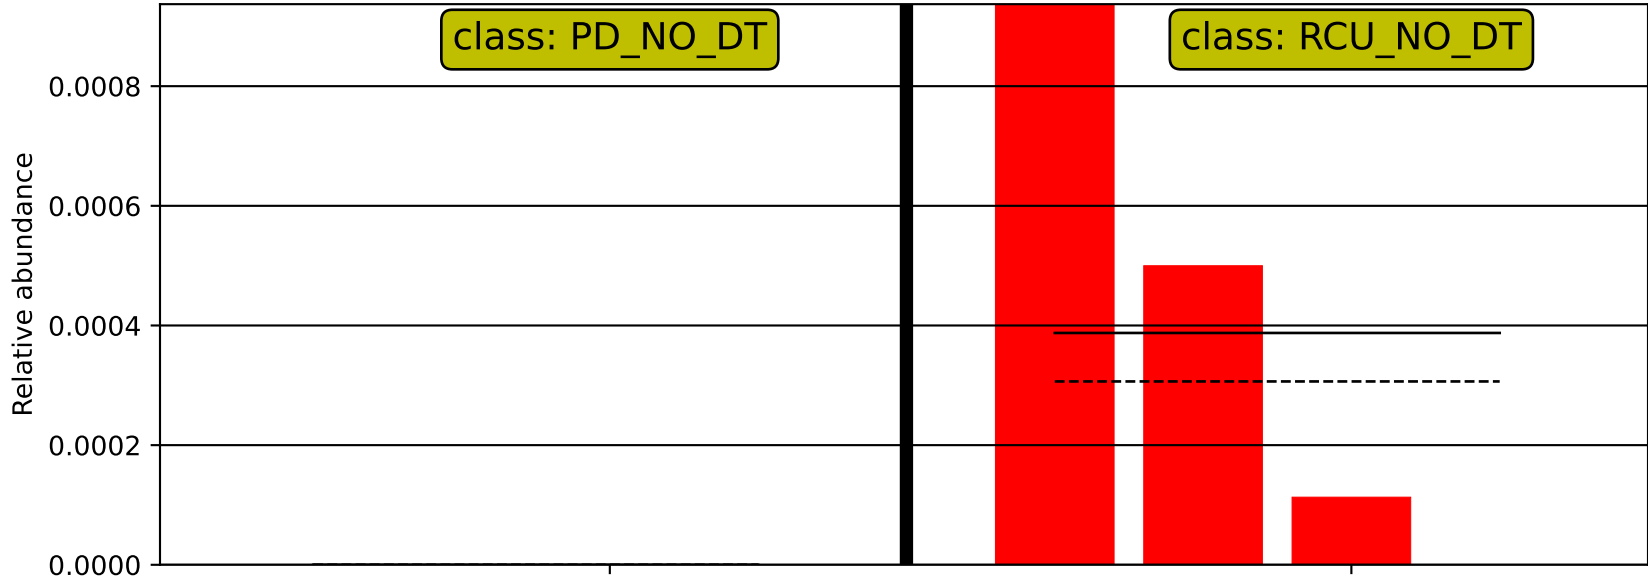 class: PD_NO_DT
class: RCU_NO_DT
Relative abundance
0.0008
0.0006
0.0004
0.0002
0.0000